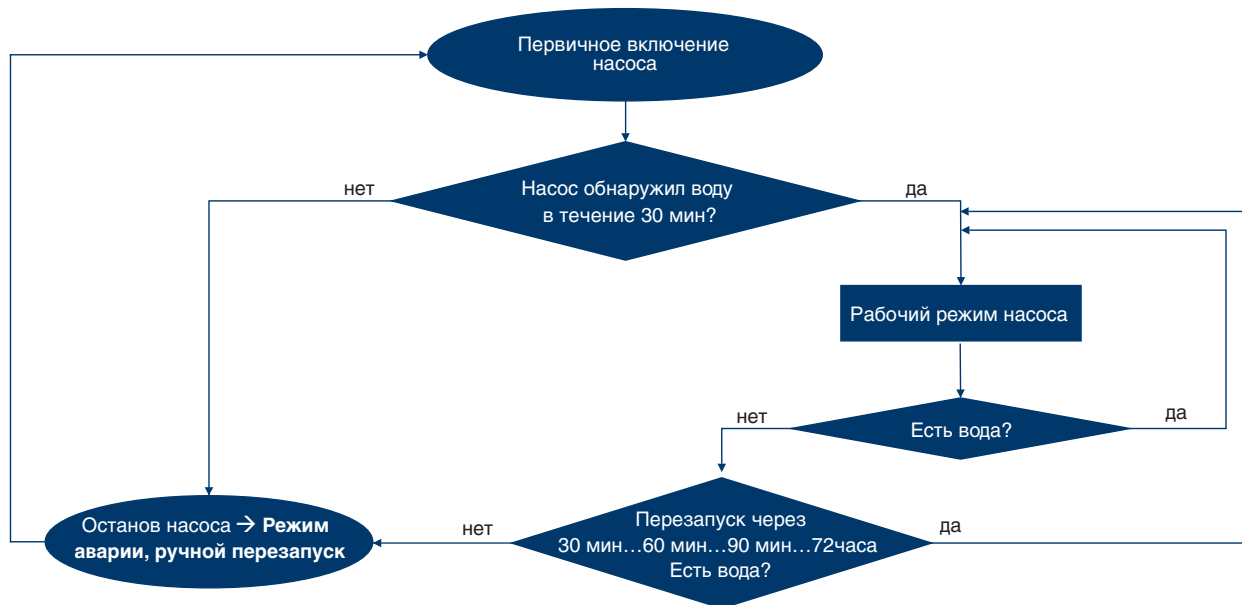 Первичное включение
насоса
нет
Насос обнаружил воду
в течение 30 мин?
да
Рабочий режим насоса
нет
Есть вода?
да
Останов насоса → Режим
аварии, ручной перезапуск
нет
Перезапуск через
30 мин...60 мин...90 мин...72часа
Есть вода?
да